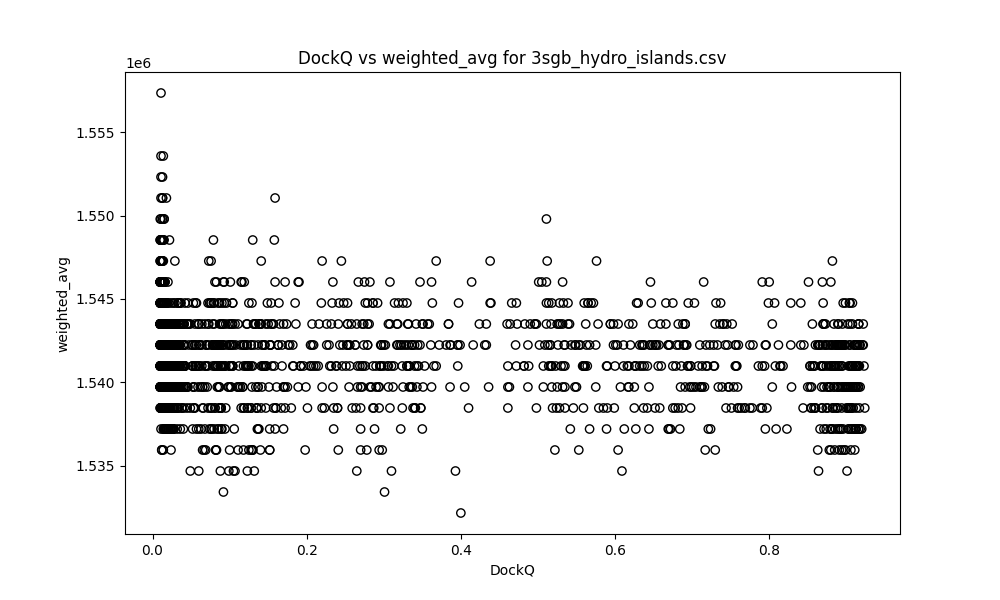 DockQ vs weighted_avg for 3sgb_hydro_islands.csv
1e6
1.555
1.550
1.545
1.540
1.535
weighted_avg
0.0 0.2 0.4 0.6 0.8
DockQ